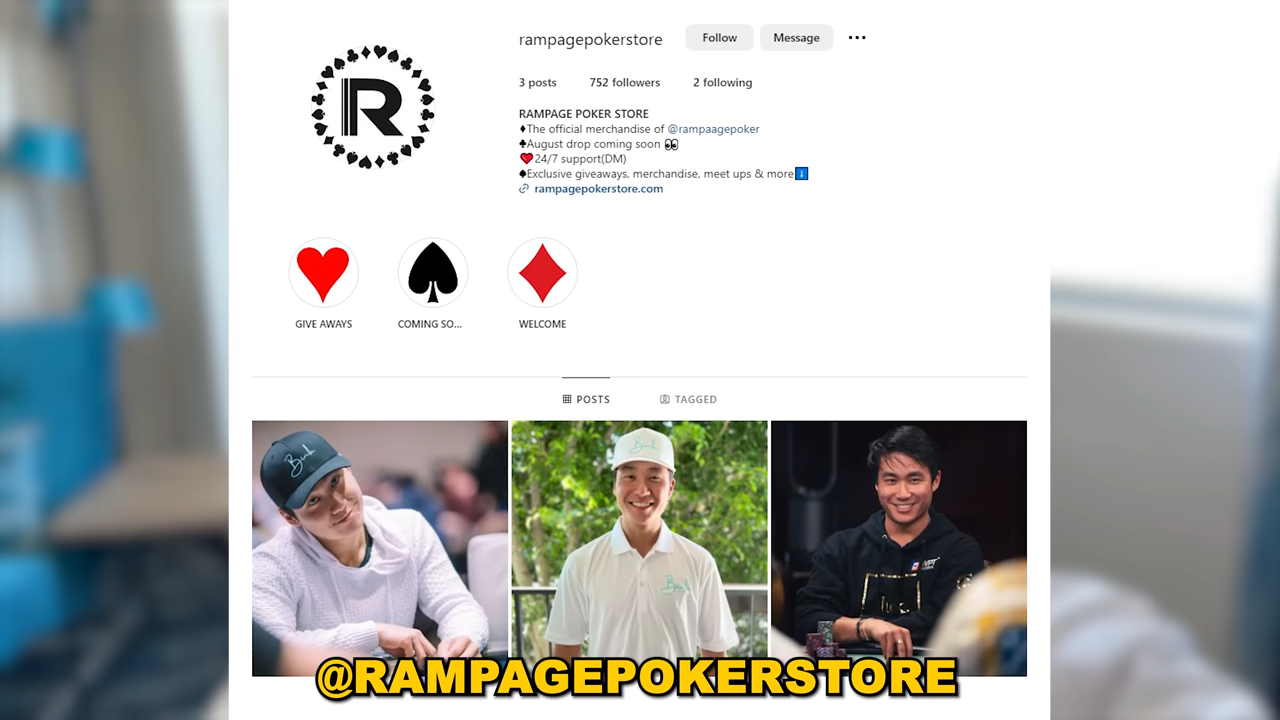 R
rampagepokerstore Follow Message •••
3 posts 752 followers 2 following
RAMPAGE POKER STORE
♦The official merchandise of @rampaagepoker
♣August drop coming soon 👀
❤️24/7 support(DM)
♠Exclusive giveaways, merchandise, meet ups & more⬇️
rampagepokerstore.com
GIVE AWAYS COMING SO... WELCOME
POSTS TAGGED
@RAMPAGEPOKERSTORE